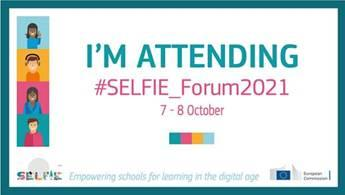 I'M ATTENDING
#SELFIE_Forum2021
7 - 8 October
SELFIE
Empowering schools for learning in the digital age
European
Commission